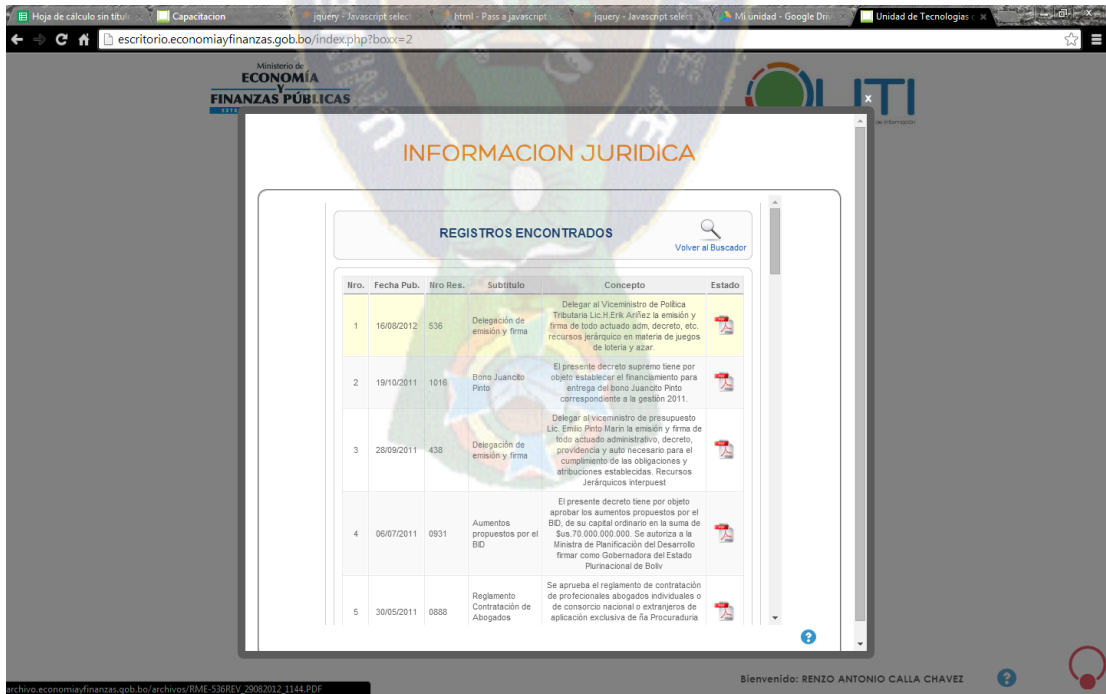 Hoja de cálculo sin títul
Capacitacion
jquery - Javascript select
html - Pass a javascript
jquery - Javascript select
Mi unidad - Google Driv
Unidad de Tecnologias
escritorio.economiayfinanzas.gob.bo/index.php?boxx=2
Ministerio de
ECONOMÍA
Y
FINANZAS PÚBLICAS
UTI
x
INFORMACION JURIDICA
REGISTROS ENCONTRADOS
Volver al Buscador
Nro. Fecha Pub. Nro Res. Subtitulo Concepto Estado
1 16/08/2012 536
Delegación de
emisión y firma
Delegar al Viceministro de Política
Tributaria Lic.H.Erik Ariñez la emisión y
firma de todo actuado adm, decreto, etc.
recursos jerárquico en materia de juegos
de lotería y azar.
2 19/10/2011 1016
Bono Juancito
Pinto
El presente decreto supremo tiene por
objeto establecer el financiamiento para
entrega del bono Juancito Pinto
correspondiente a la gestión 2011.
3 28/09/2011 438
Delegación de
emisión y firma
Delegar al viceministro de presupuesto
Lic. Emilio Pinto Marin la emisión y firma de
todo actuado administrativo, decreto,
providencia y auto necesario para el
cumplimiento de las obligaciones y
atribuciones establecidas. Recursos
Jerárquicos interpuest
4 06/07/2011 0931
Aumentos
propuestos por el
BID
El presente decreto tiene por objeto
aprobar los aumentos propuestos por el
BID, de su capital ordinario en la suma de
$us.70.000.000.000. Se autoriza a la
Ministra de Planificación del Desarrollo
firmar como Gobernadora del Estado
Plurinacional de Boliv
5 30/05/2011 0888
Reglamento
Contratación de
Abogados
Se aprueba el reglamento de contratación
de profecionales abogados individuales o
de consorcio nacional o extranjeros de
aplicación exclusiva de ña Procuraduria
Bienvenido: RENZO ANTONIO CALLA CHAVEZ
archivo.economiayfinanzas.gob.bo/archivos/RME-536REV_29082012_1144.PDF